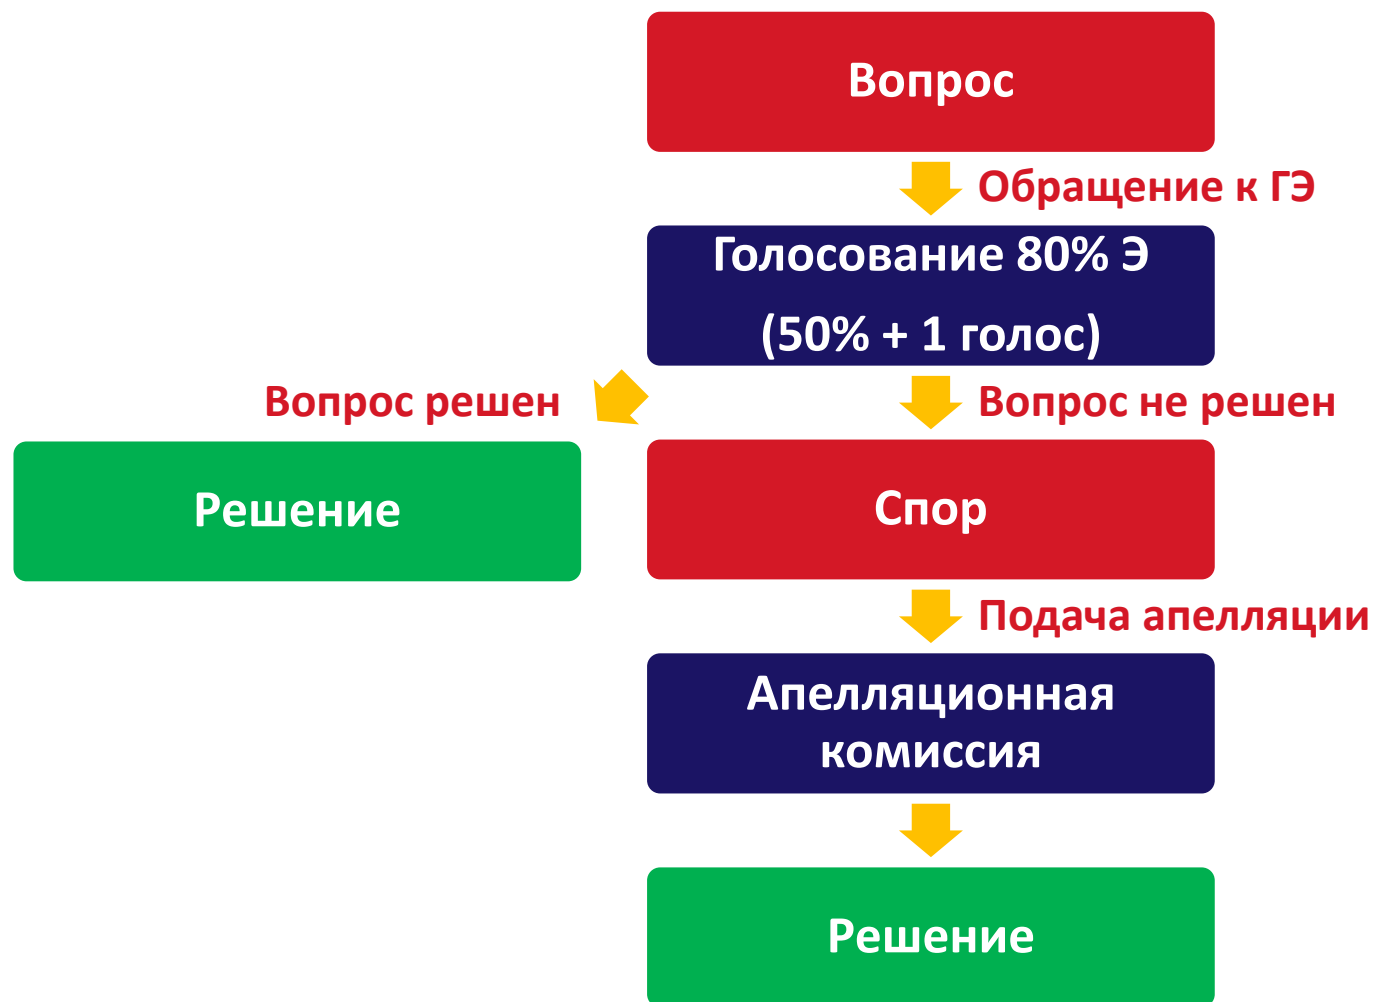 Вопрос
Обращение к ГЭ
Голосование 80% Э
(50% + 1 голос)
Вопрос решен
Вопрос не решен
Решение
Спор
Подача апелляции
Апелляционная
комиссия
Решение